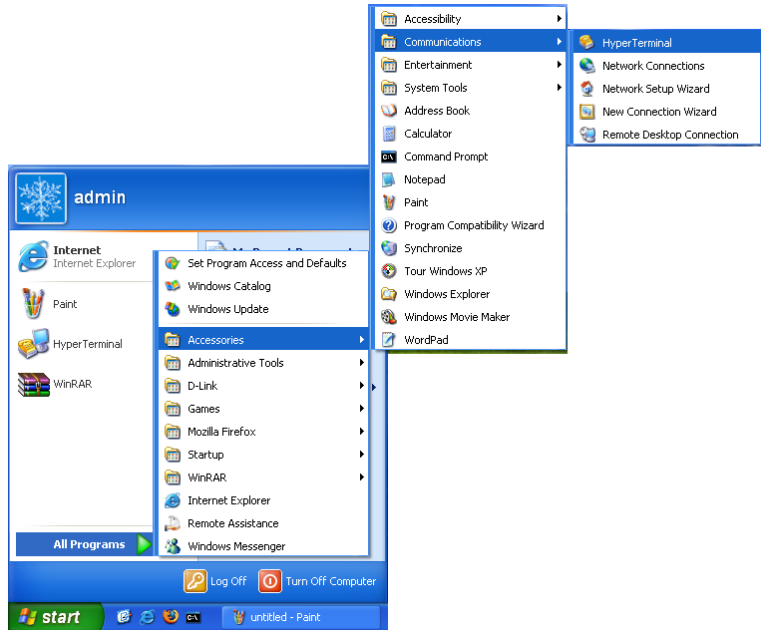 Accessibility
Communications
Entertainment
System Tools
Address Book
Calculator
Command Prompt
Notepad
Paint
Program Compatibility Wizard
Synchronize
Tour Windows XP
Windows Explorer
Windows Movie Maker
WordPad
HyperTerminal
Network Connections
Network Setup Wizard
New Connection Wizard
Remote Desktop Connection
admin
Internet
Internet Explorer
Paint
HyperTerminal
WinRAR
All Programs
Set Program Access and Defaults
Windows Catalog
Windows Update
Accessories
Administrative Tools
D-Link
Games
Mozilla Firefox
Startup
WinRAR
Internet Explorer
Remote Assistance
Windows Messenger
Log Off
Turn Off Computer
start
untitled - Paint